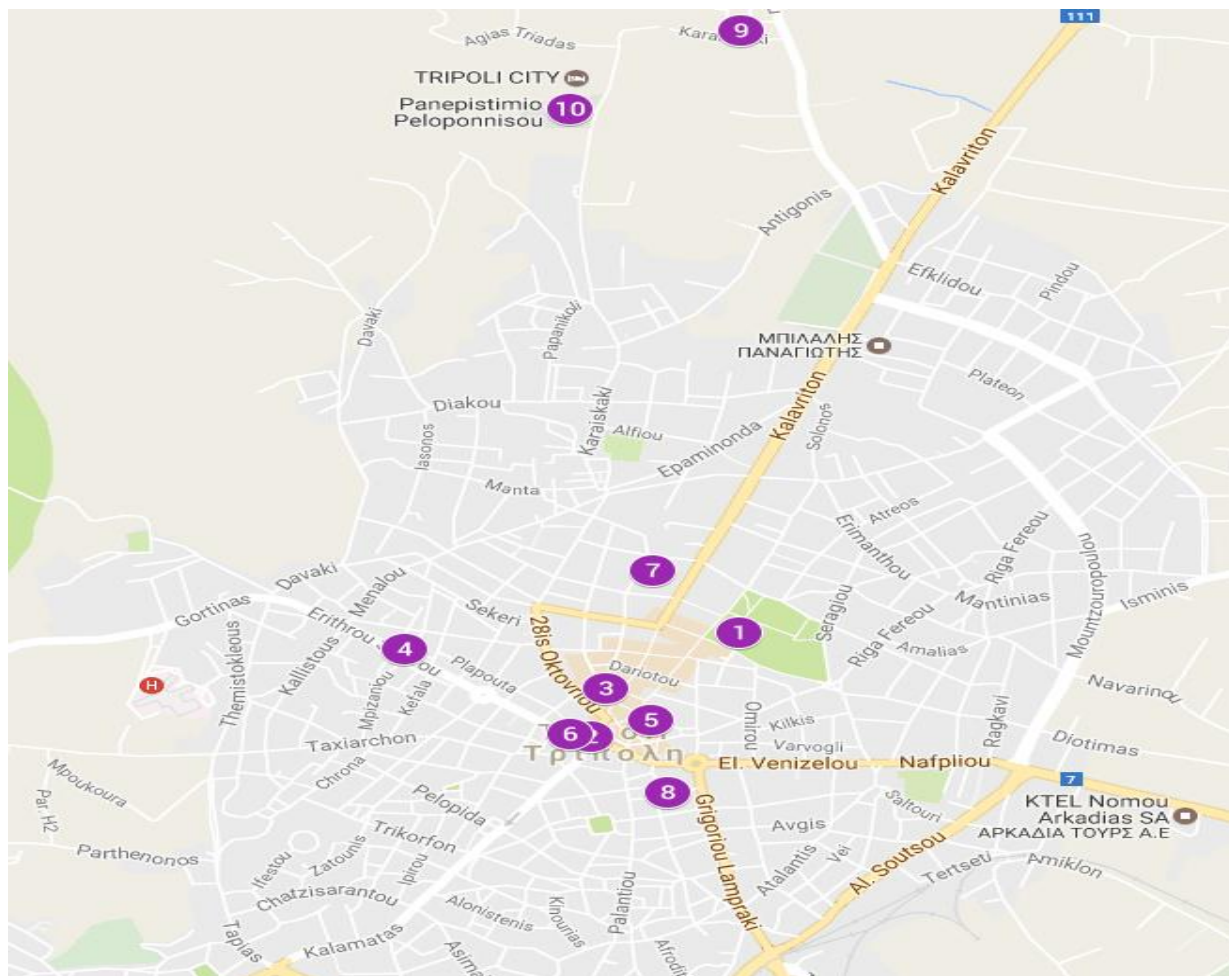 111
9
Agias Triadas
TRIPOLI CITY
10
Panepistimio
Peloponnisou
Kalavriton
Antigonis
Efklidou
Pindou
Davaki
Papanikoli
ΜΠΙΛΑΛΗΣ
ΠΑΝΑΓΙΩΤΗΣ
Plateon
Kalavriton
Diakou
Karaiskaki
Alfiou
Solonos
Iasonos
Epaminonda
Manta
Atreos
Erimanthou
Riga Fereou
Mountzouropoulou
Isminis
7
Davaki
Menalou
Gortinas
Sekeri
Mantinias
Seragiou
Riga Fereou
1
Erithrou
4
28is Oktovriou
Plapouta
Amalias
Kallistous
Themistokleous
H
Mpizaniou
Kefala
3
Dariotou
Navarinou
Omirou
Kilkis
Ragkavi
5
6
2
Τρίπολη
Taxiarchon
Varvogli
Diotimas
El. Venizelou
Nafpliou
7
Chrona
Mpoukoura
Par. H2
Pelopida
8
Grigoriou Lampraki
Saltouri
KTEL Nomou
Arkadias SA
ΑΡΚΑΔΙΑ ΤΟΥΡΣ Α.Ε
Trikorfon
Avgis
Parthenonos
Ifestou
Zatounis
Ipirou
Atalantis
Vei
Al. Soutsou
Tertseti
Amiklon
Chatzisarantou
Alonistenis
Kinourias
Palantiou
Tapias
Kalamatas